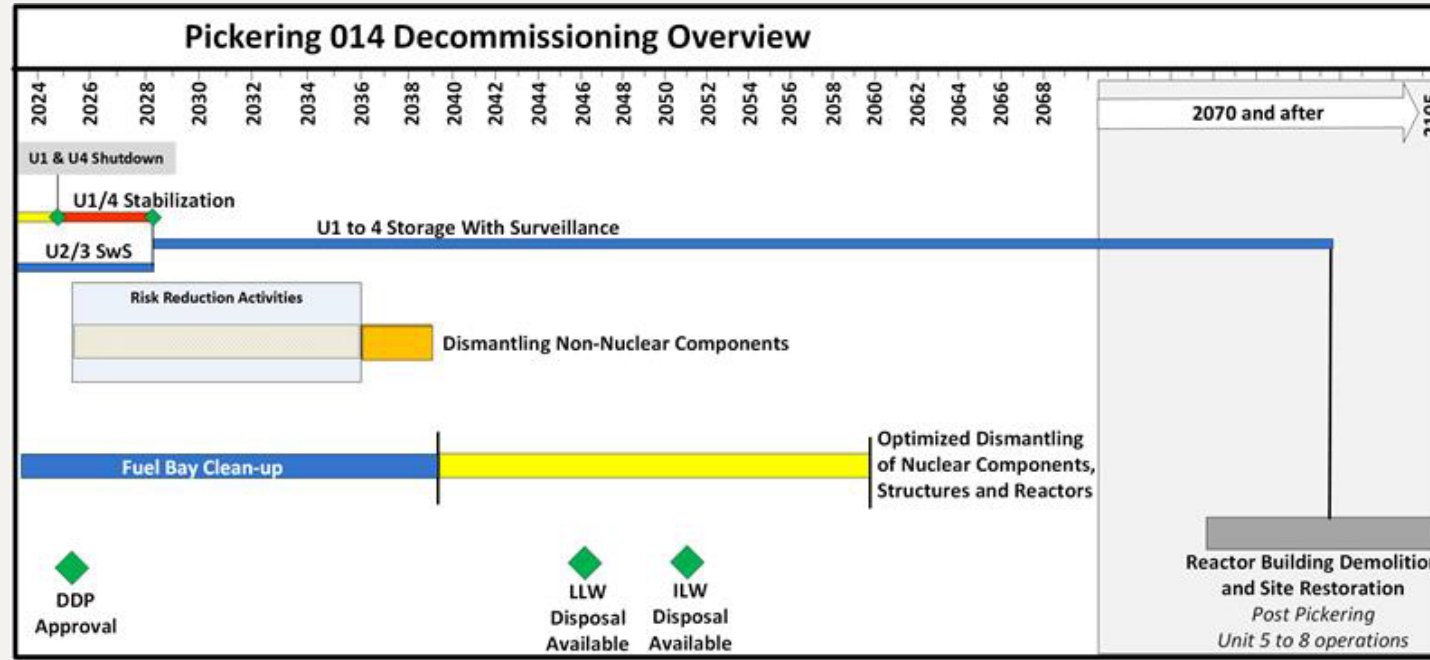 Pickering 014 Decommissioning Overview
2024 2026 2028 2030 2032 2034 2036 2038 2040 2042 2044 2046 2048 2050 2052 2054 2056 2058 2060 2062 2064 2066 2068
2070 and after
U1 & U4 Shutdown
U1/4 Stabilization
U1 to 4 Storage With Surveillance
U2/3 SwS
Risk Reduction Activities
Dismantling Non-Nuclear Components
Optimized Dismantling
of Nuclear Components,
Structures and Reactors
Fuel Bay Clean-up
DDP
Approval
LLW
Disposal
Available
ILW
Disposal
Available
Reactor Building Demolition
and Site Restoration
Post Pickering
Unit 5 to 8 operations